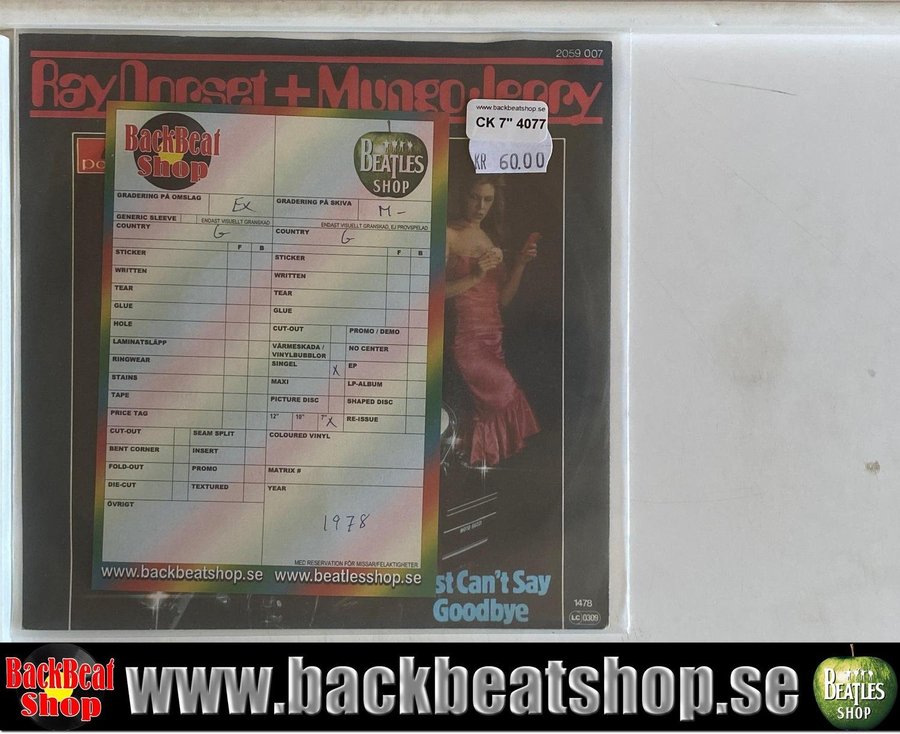 2059 007
Ray Dorset + Mungo Jerry
www.backbeatshop.se
CK 7" 4077
KR 60.00
po
BackBeat
Shop
BEATLES
SHOP
GRADERING PÅ OMSLAG Ex
GENERIC SLEEVE ENDAST VISUELLT GRANSKAD
COUNTRY G
F B
STICKER
WRITTEN
TEAR
GLUE
HOLE
LAMINATSLÄPP
RINGWEAR
STAINS
TAPE
PRICE TAG
CUT-OUT SEAM SPLIT
BENT CORNER INSERT
FOLD-OUT PROMO
DIE-CUT TEXTURED
ÖVRIGT
GRADERING PÅ SKIVA M-
ENDAST VISUELLT GRANSKAD, EJ PROVSPELAD
COUNTRY G
F B
STICKER
WRITTEN
TEAR
GLUE
CUT-OUT PROMO / DEMO
VÄRMESKADA / NO CENTER
VINYLBUBBLOR
SINGEL X EP
MAXI LP-ALBUM
PICTURE DISC SHAPED DISC
12" 10" 7" X RE-ISSUE
COLOURED VINYL
MATRIX #
YEAR
1978
MED RESERVATION FÖR MISSAR/FELAKTIGHETER
www.backbeatshop.se www.beatlesshop.se
st Can't Say
Goodbye
1478
LC 0309
BackBeat
Shop
www.backbeatshop.se
BEATLES
SHOP